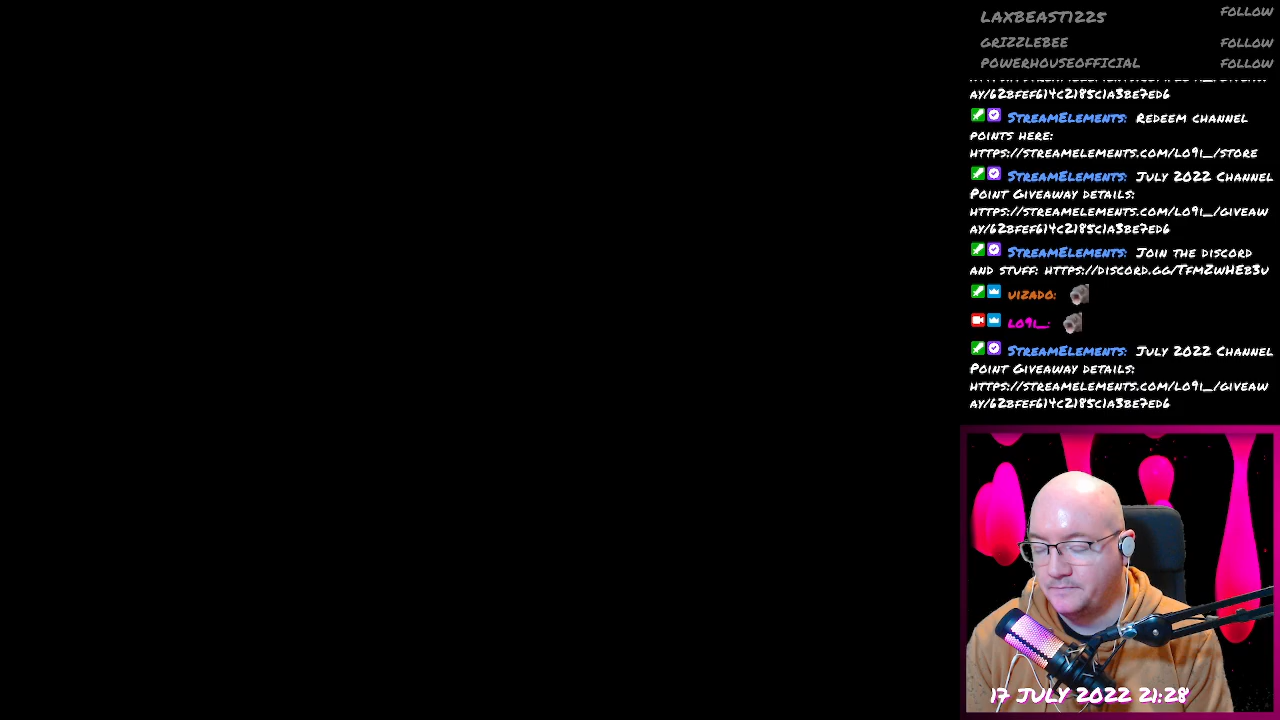 LAXBEAST1225 FOLLOW
GRIZZLEBEE FOLLOW
POWERHOUSEOFFICIAL FOLLOW
AY/62BFEF614C2185C1A3BE7ED6
STREAMELEMENTS: REDEEM CHANNEL
POINTS HERE:
HTTPS://STREAMELEMENTS.COM/LO9I_/STORE
STREAMELEMENTS: JULY 2022 CHANNEL
POINT GIVEAWAY DETAILS:
HTTPS://STREAMELEMENTS.COM/LO9I_/GIVEAW
AY/62BFEF614C2185C1A3BE7ED6
STREAMELEMENTS: JOIN THE DISCORD
AND STUFF: HTTPS://DISCORD.GG/TFMZWHEB3U
UIZADO:
LO9I_:
STREAMELEMENTS: JULY 2022 CHANNEL
POINT GIVEAWAY DETAILS:
HTTPS://STREAMELEMENTS.COM/LO9I_/GIVEAW
AY/62BFEF614C2185C1A3BE7ED6
17 JULY 2022 21:28